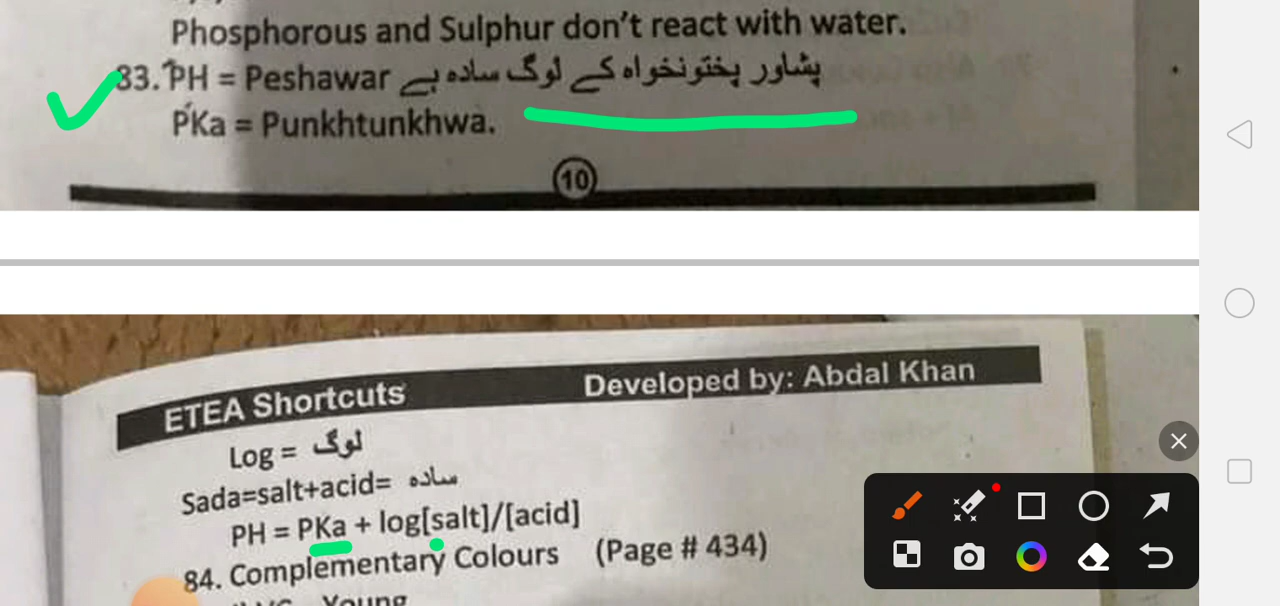 Phosphorous and Sulphur don't react with water.
83. PH = Peshawar پشاور پختونخواہ کے لوگ سادہ ہے
PKa = Punkhtunkhwa.
10
ETEA Shortcuts Developed by: Abdal Khan
Log = لوگ
Sada=salt+acid= سادہ
PH = PKa + log[salt]/[acid]
84. Complementary Colours (Page # 434)
Young